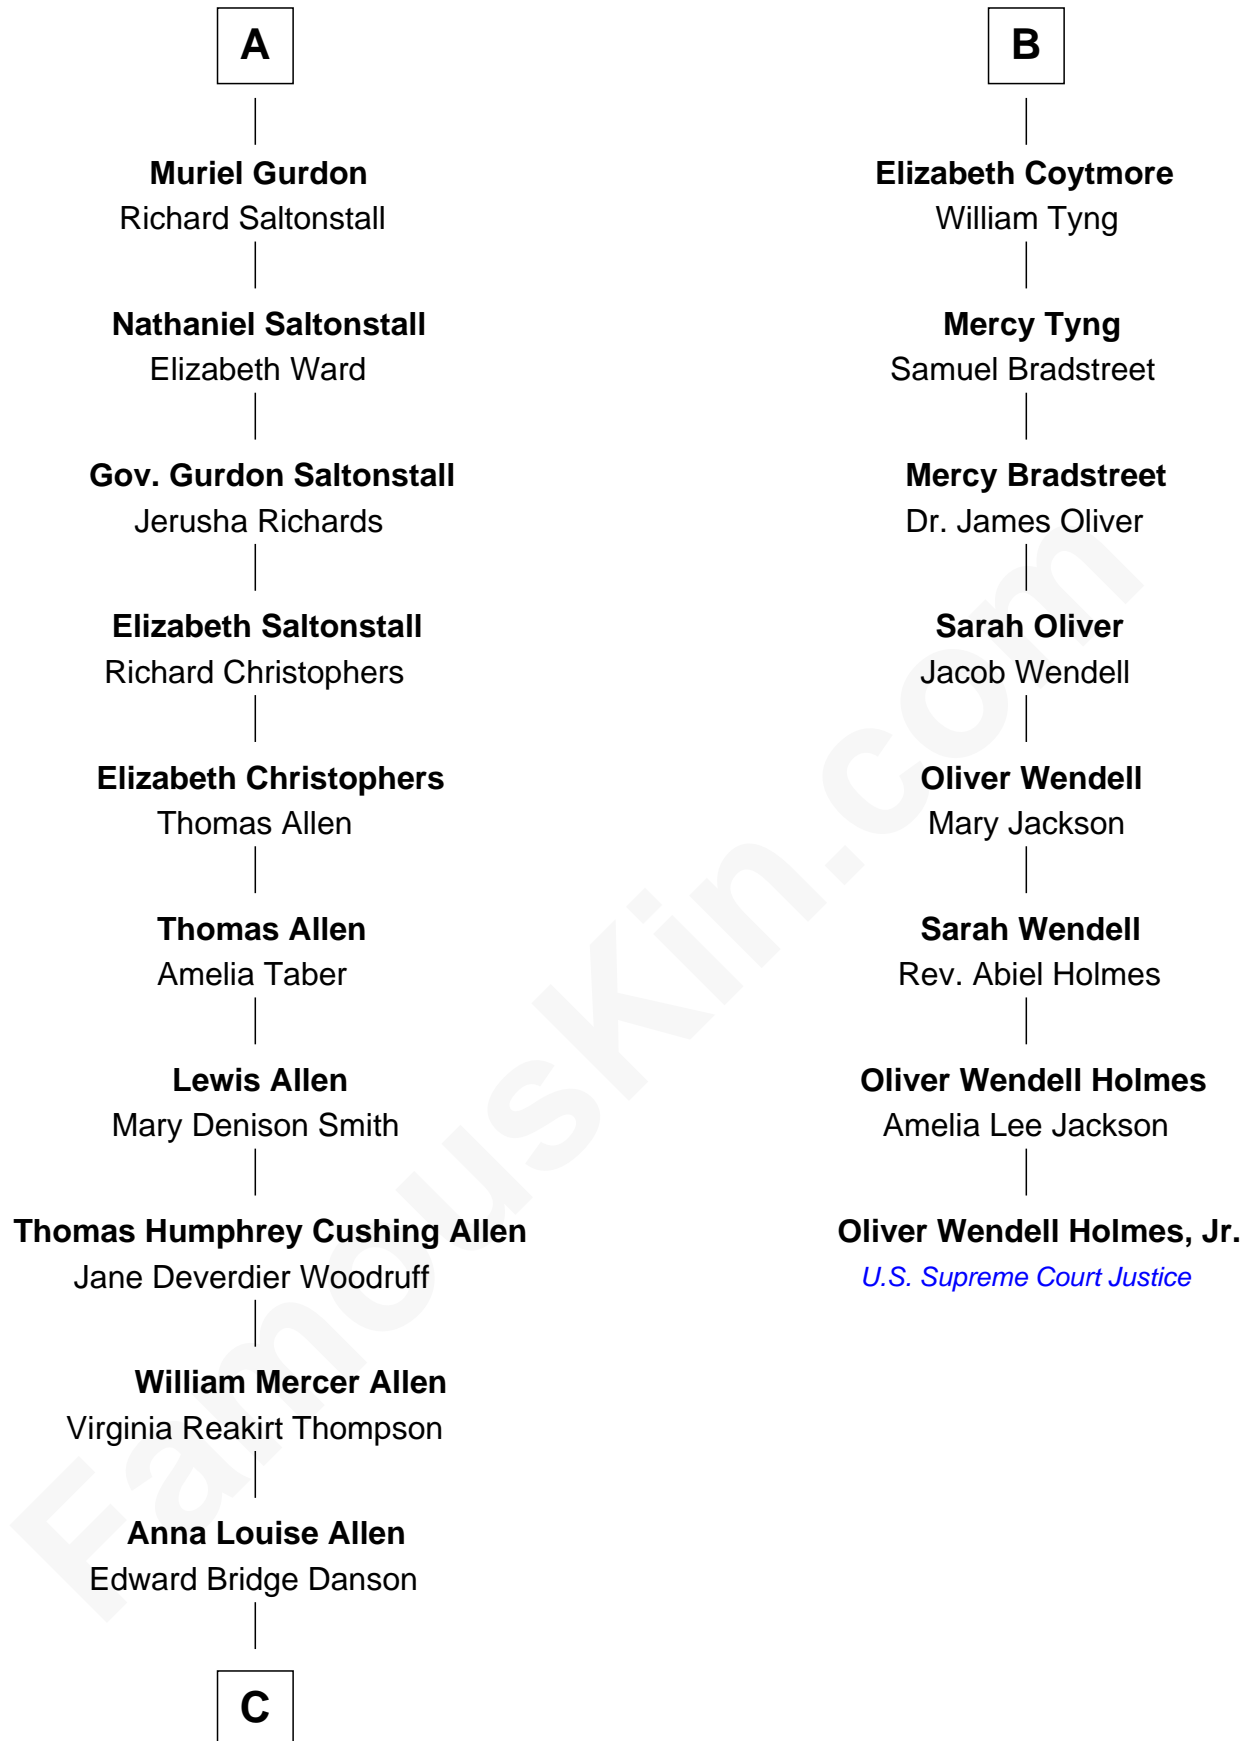 A
Muriel Gurdon
Richard Saltonstall
Nathaniel Saltonstall
Elizabeth Ward
Gov. Gurdon Saltonstall
Jerusha Richards
Elizabeth Saltonstall
Richard Christophers
Elizabeth Christophers
Thomas Allen
Thomas Allen
Amelia Taber
Lewis Allen
Mary Denison Smith
Thomas Humphrey Cushing Allen
Jane Deverdier Woodruff
William Mercer Allen
Virginia Reakirt Thompson
Anna Louise Allen
Edward Bridge Danson
C
B
Elizabeth Coytmore
William Tyng
Mercy Tyng
Samuel Bradstreet
Mercy Bradstreet
Dr. James Oliver
Sarah Oliver
Jacob Wendell
Oliver Wendell
Mary Jackson
Sarah Wendell
Rev. Abiel Holmes
Oliver Wendell Holmes
Amelia Lee Jackson
Oliver Wendell Holmes, Jr.
U.S. Supreme Court Justice
FamousKin.com